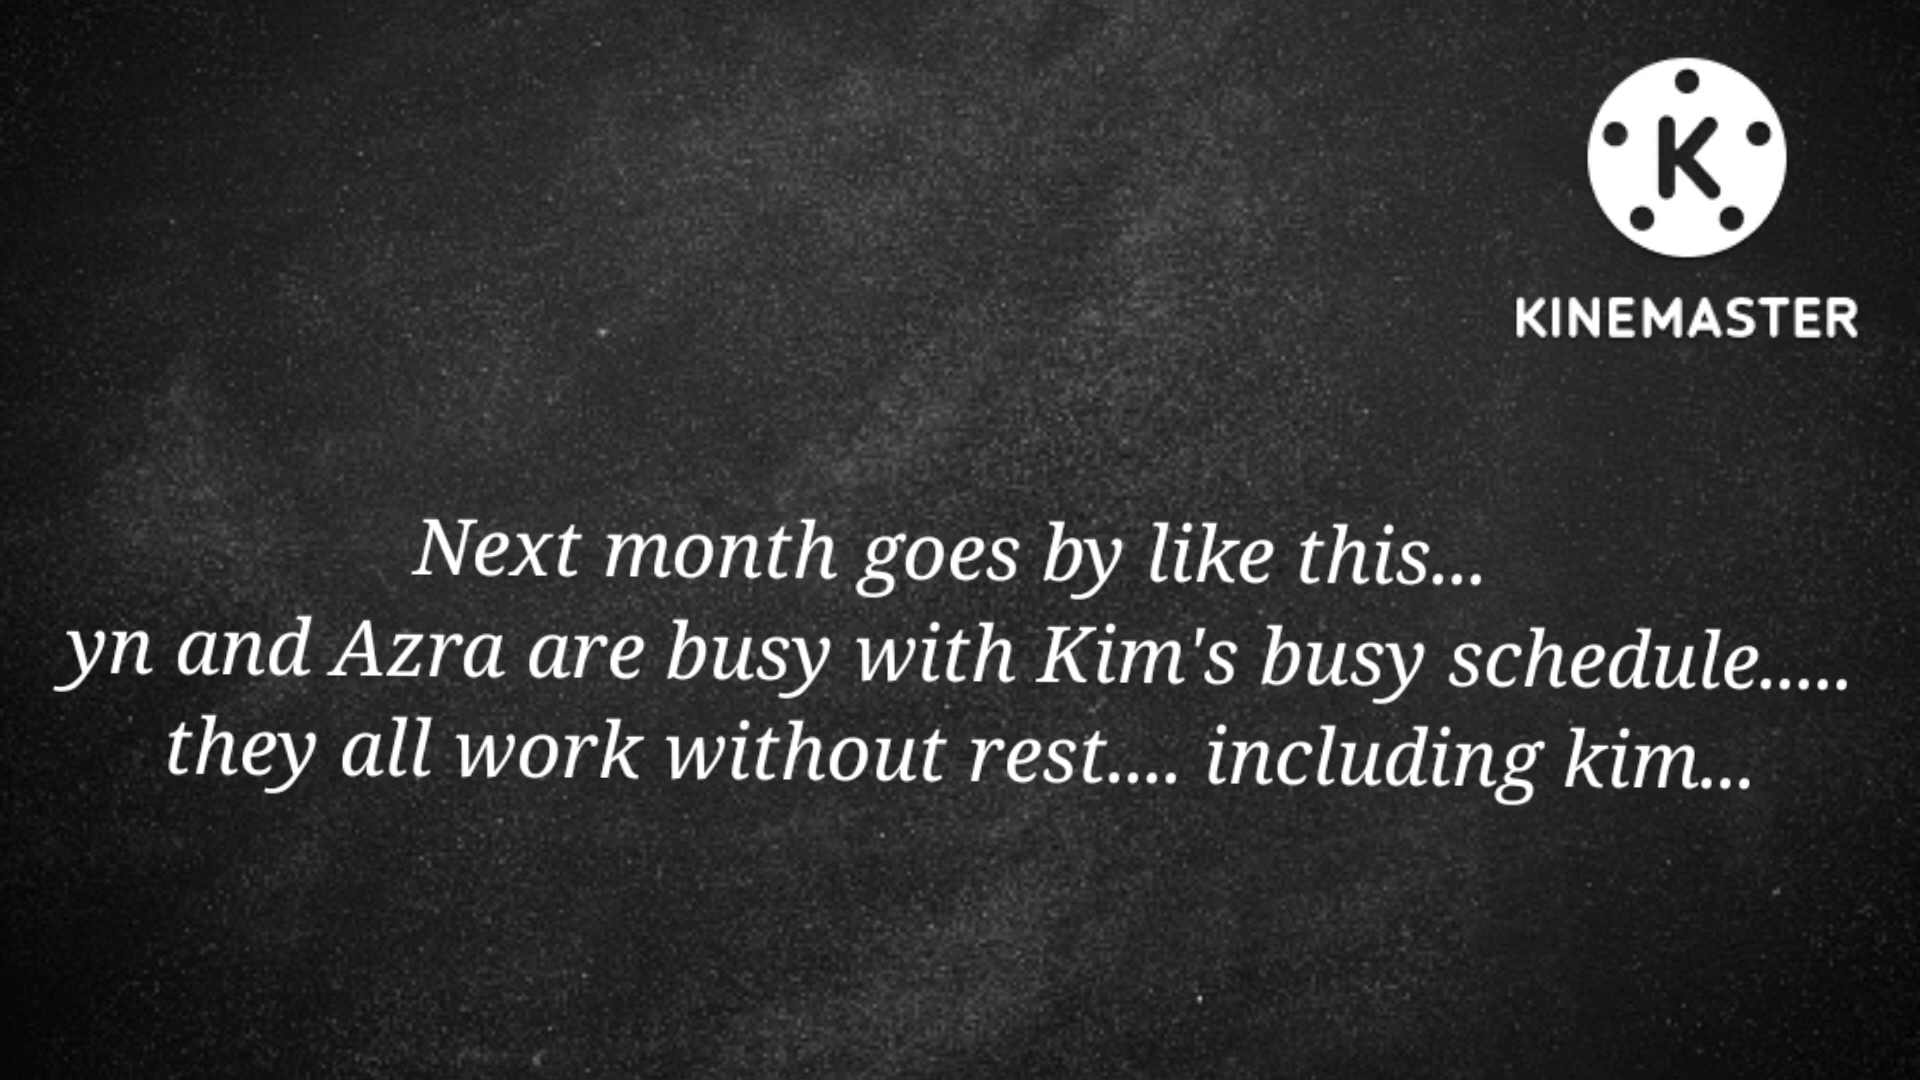 K
KINEMASTER
Next month goes by like this...
yn and Azra are busy with Kim's busy schedule.....
they all work without rest.... including kim...